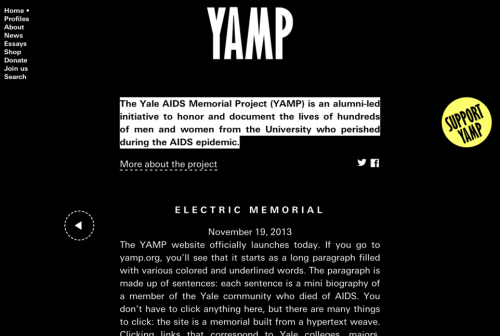 Home •
Profiles
About
News
Essays
Shop
Donate
Join us
Search
YAMP
The Yale AIDS Memorial Project (YAMP) is an alumni-led
initiative to honor and document the lives of hundreds
of men and women from the University who perished
during the AIDS epidemic.
More about the project
SUPPORT
YAMP
ELECTRIC MEMORIAL
November 19, 2013
The YAMP website officially launches today. If you go to
yamp.org, you'll see that it starts as a long paragraph filled
with various colored and underlined words. The paragraph is
made up of sentences: each sentence is a mini biography of
a member of the Yale community who died of AIDS. You
don't have to click anything here, but there are many things
to click: the site is a memorial built from a hypertext weave.
Clicking links that correspond to Yale colleges, majors,